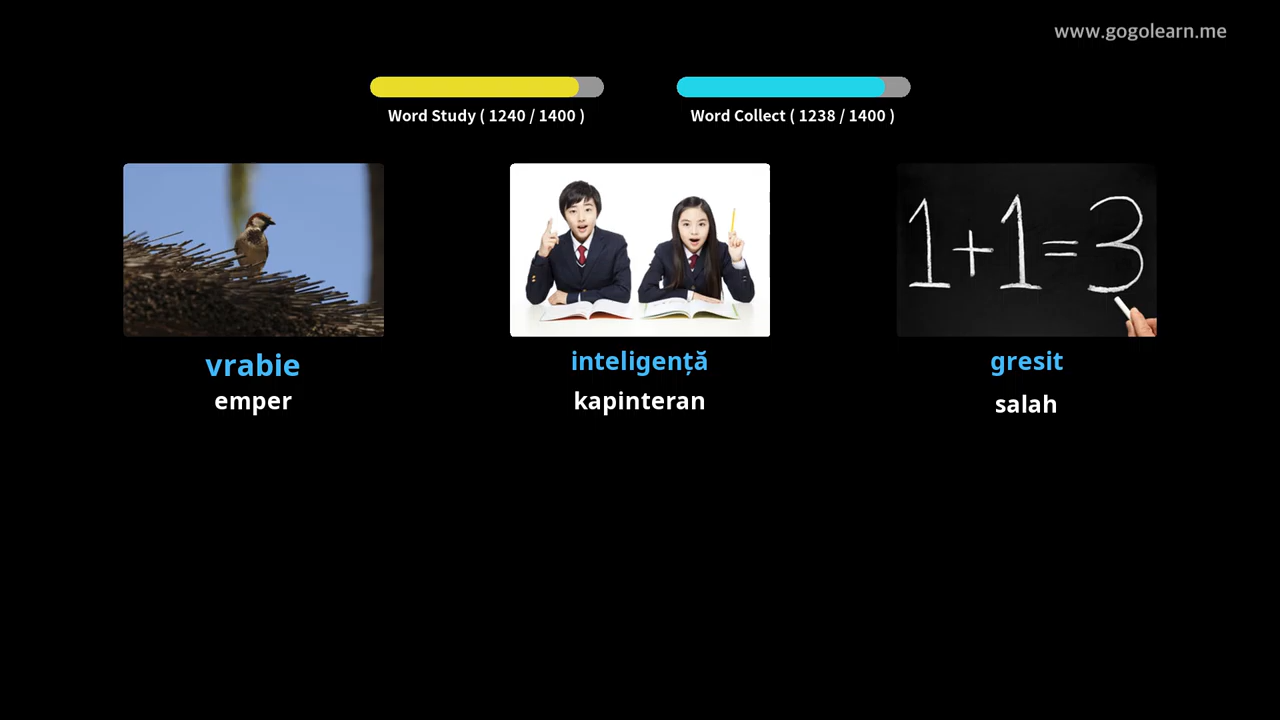 www.gogolearn.me
Word Study ( 1240 / 1400 )
Word Collect ( 1238 / 1400 )
1+1=3
vrabie
emper
inteligență
kapinteran
gresit
salah